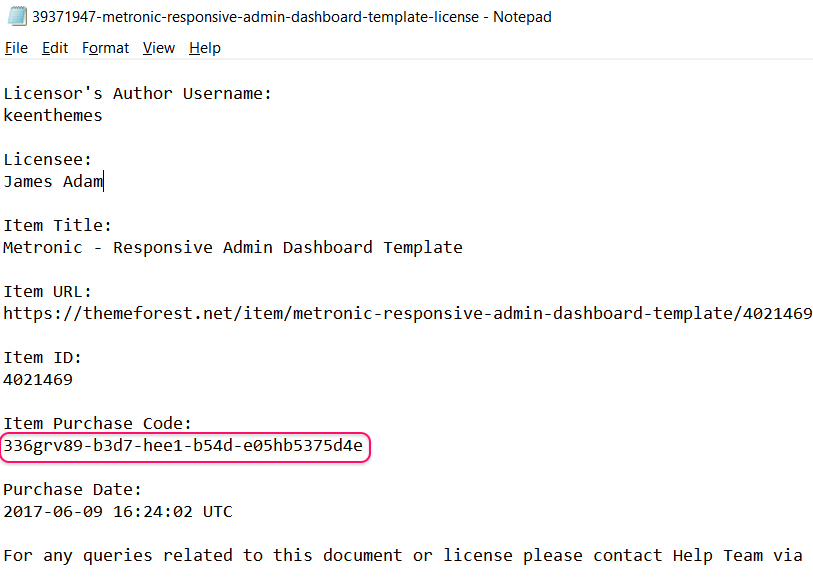 39371947-metronic-responsive-admin-dashboard-template-license - Notepad
File Edit Format View Help
Licensor's Author Username:
keenthemes
Licensee:
James Adam
Item Title:
Metronic - Responsive Admin Dashboard Template
Item URL:
https://themeforest.net/item/metronic-responsive-admin-dashboard-template/4021469
Item ID:
4021469
Item Purchase Code:
336grv89-b3d7-hee1-b54d-e05hb5375d4e
Purchase Date:
2017-06-09 16:24:02 UTC
For any queries related to this document or license please contact Help Team via